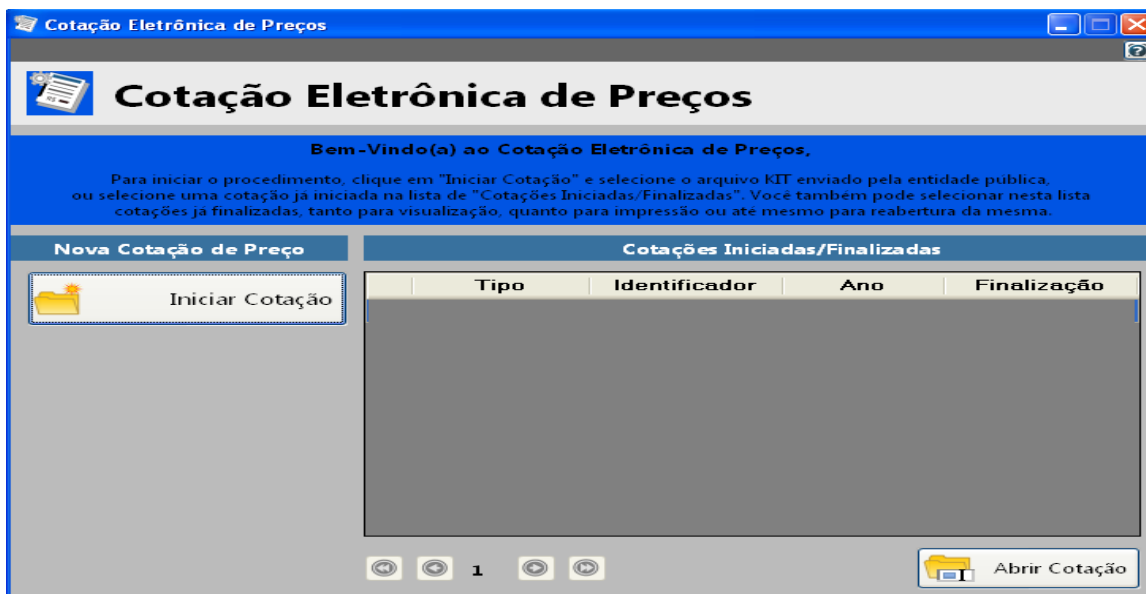 Cotação Eletrônica de Preços
Cotação Eletrônica de Preços
Bem-Vindo(a) ao Cotação Eletrônica de Preços,
Para iniciar o procedimento, clique em "Iniciar Cotação" e selecione o arquivo KIT enviado pela entidade publica,
ou selecione uma cotação já iniciada na lista de "Cotações Iniciadas/Finalizadas". Você também pode selecionar nesta lista
cotações já finalizadas, tanto para visualização, quanto para impressão ou até mesmo para reabertura da mesma.
Nova Cotação de Preço
Cotações Iniciadas/Finalizadas
Iniciar Cotação
Tipo Identificador Ano Finalização
1
Abrir Cotação